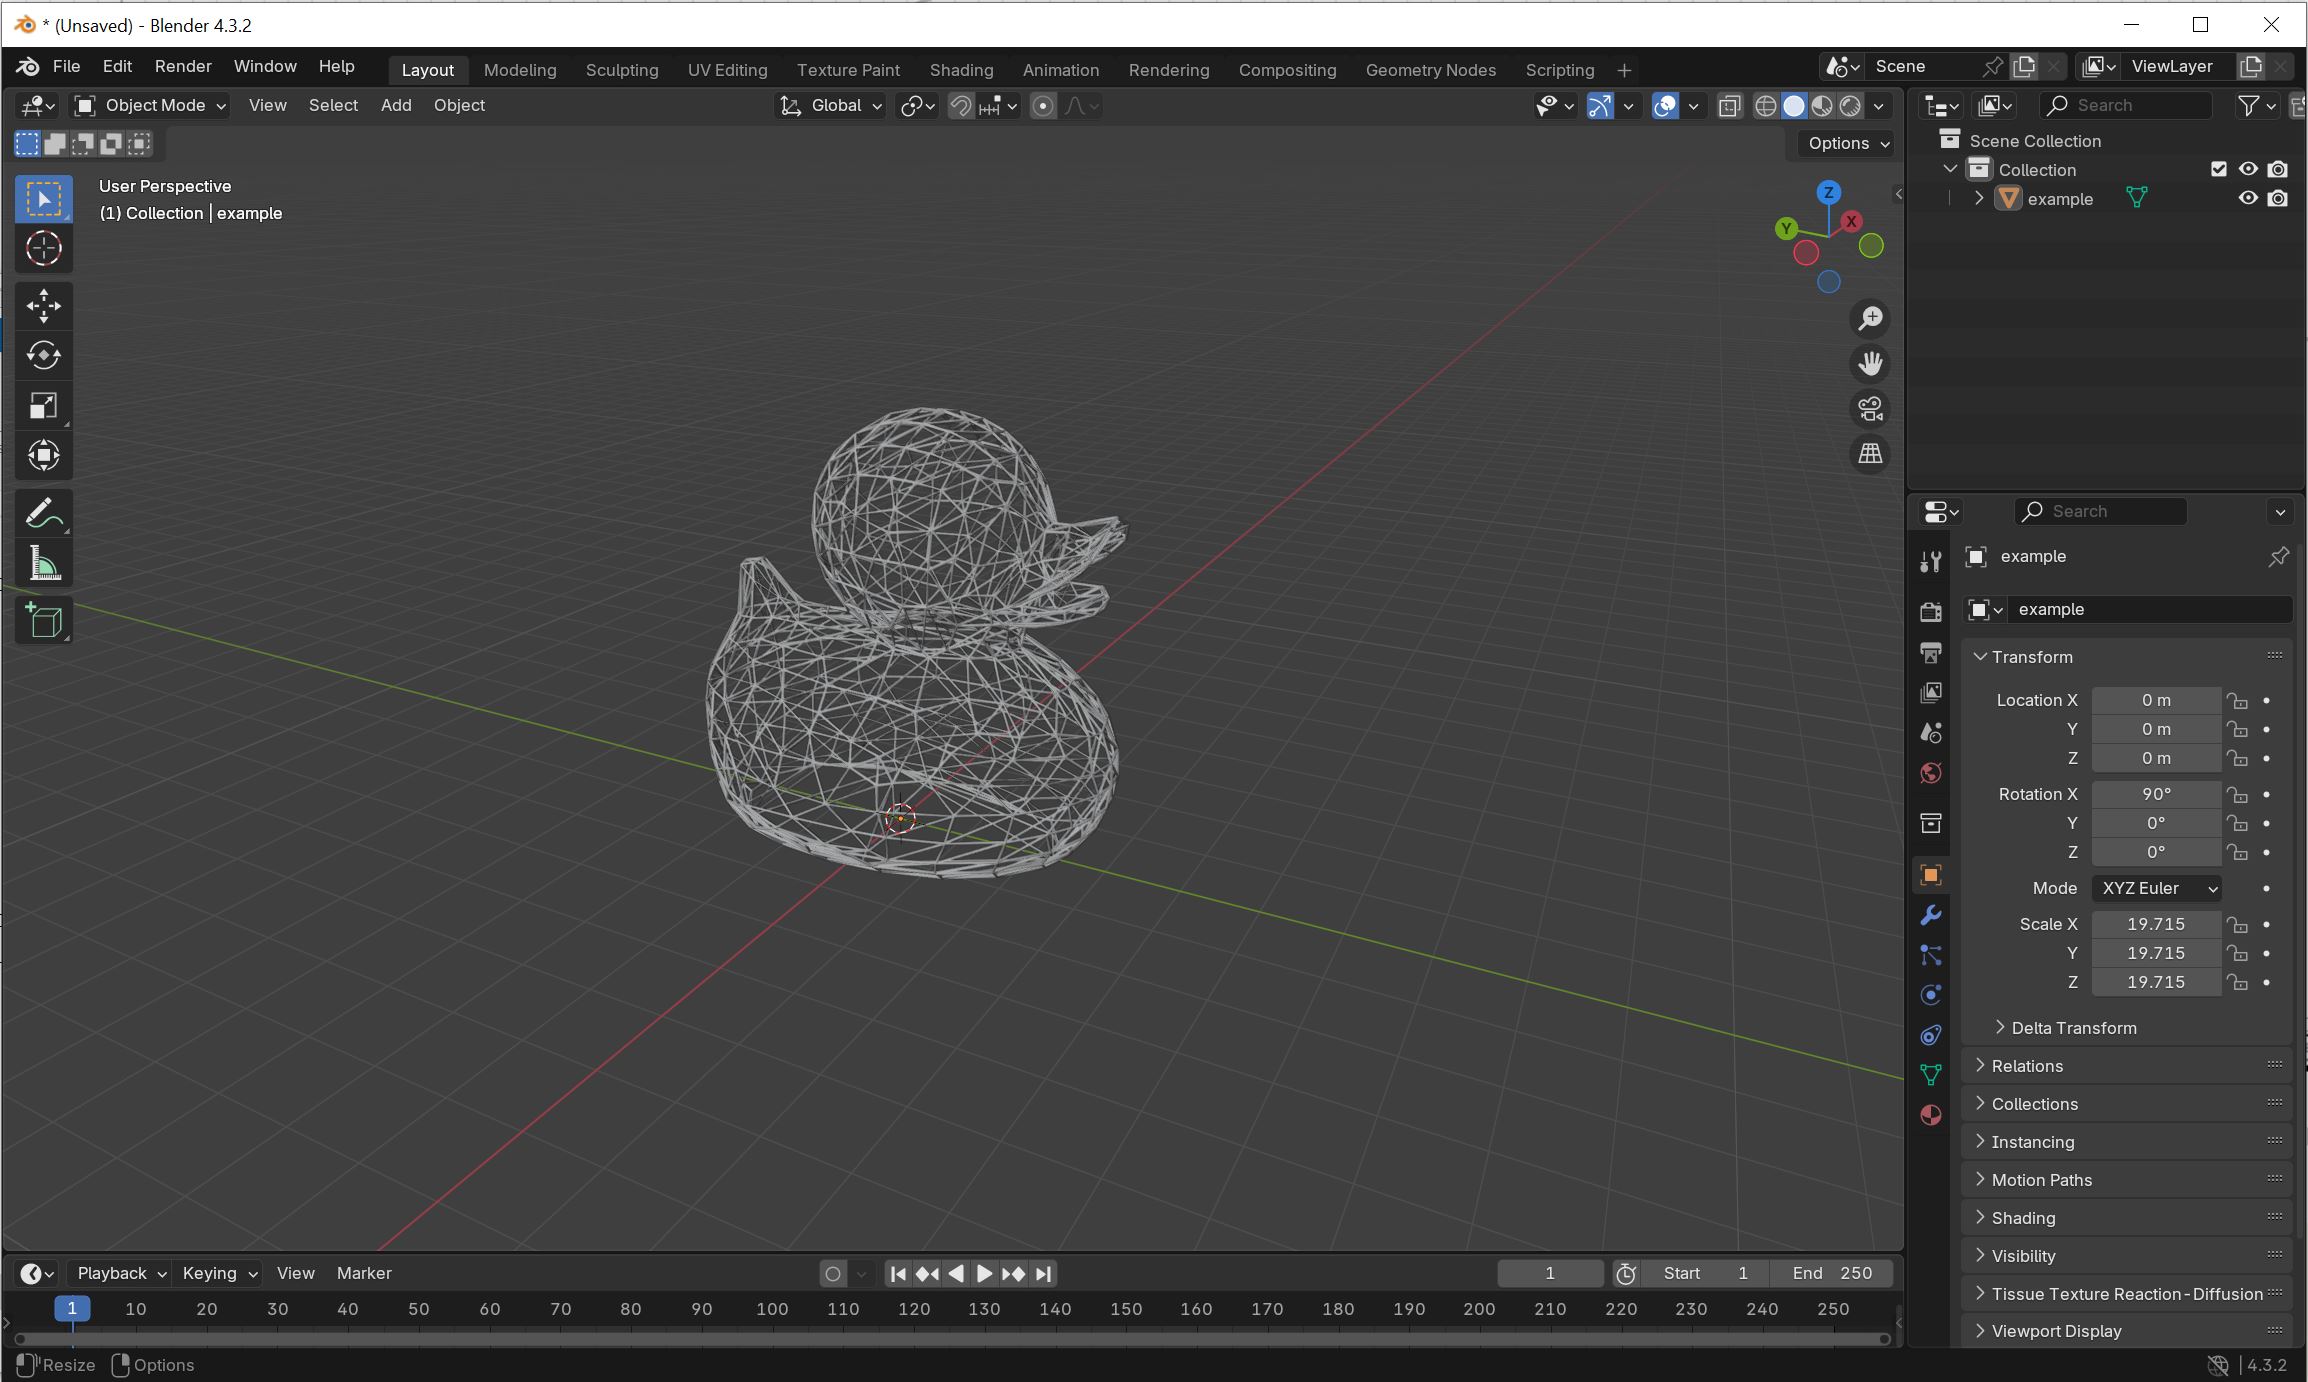 * (Unsaved) - Blender 4.3.2
File Edit Render Window Help Layout Modeling Sculpting UV Editing Texture Paint Shading Animation Rendering Compositing Geometry Nodes Scripting + Scene ViewLayer
Object Mode View Select Add Object Global Search
Options
User Perspective
(1) Collection | example
Z
X
Y
Scene Collection
Collection
example
Search
example
example
Transform
Location X 0 m
Y 0 m
Z 0 m
Rotation X 90°
Y 0°
Z 0°
Mode XYZ Euler
Scale X 19.715
Y 19.715
Z 19.715
Delta Transform
Relations
Collections
Instancing
Motion Paths
Shading
Visibility
Tissue Texture Reaction-Diffusion
Viewport Display
Playback Keying View Marker 1 Start 1 End 250
1 10 20 30 40 50 60 70 80 90 100 110 120 130 140 150 160 170 180 190 200 210 220 230 240 250
Resize Options 4.3.2